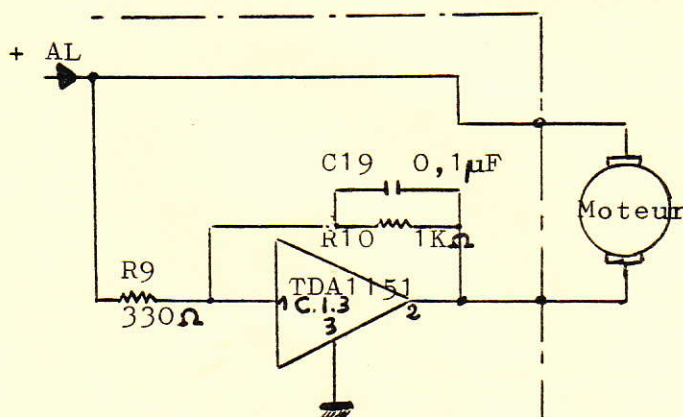 + AL
C19 0,1µF
R10 1KΩ
Moteur
R9
330Ω
TDA1151
1 C.I.3 2
3